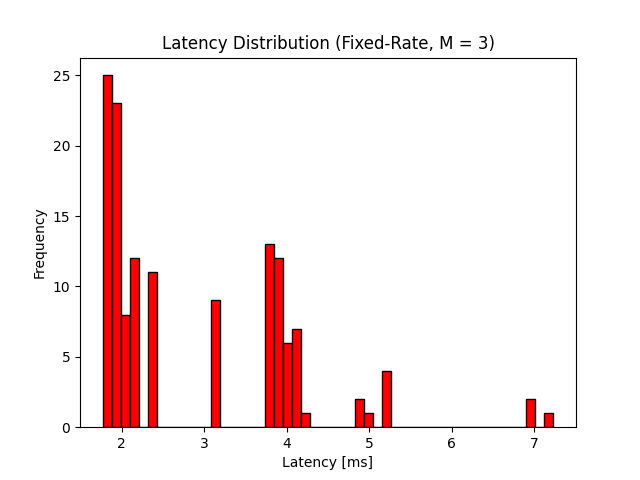 Latency Distribution (Fixed-Rate, M = 3)
Frequency
25
20
15
10
5
0
2 3 4 5 6 7
Latency [ms]